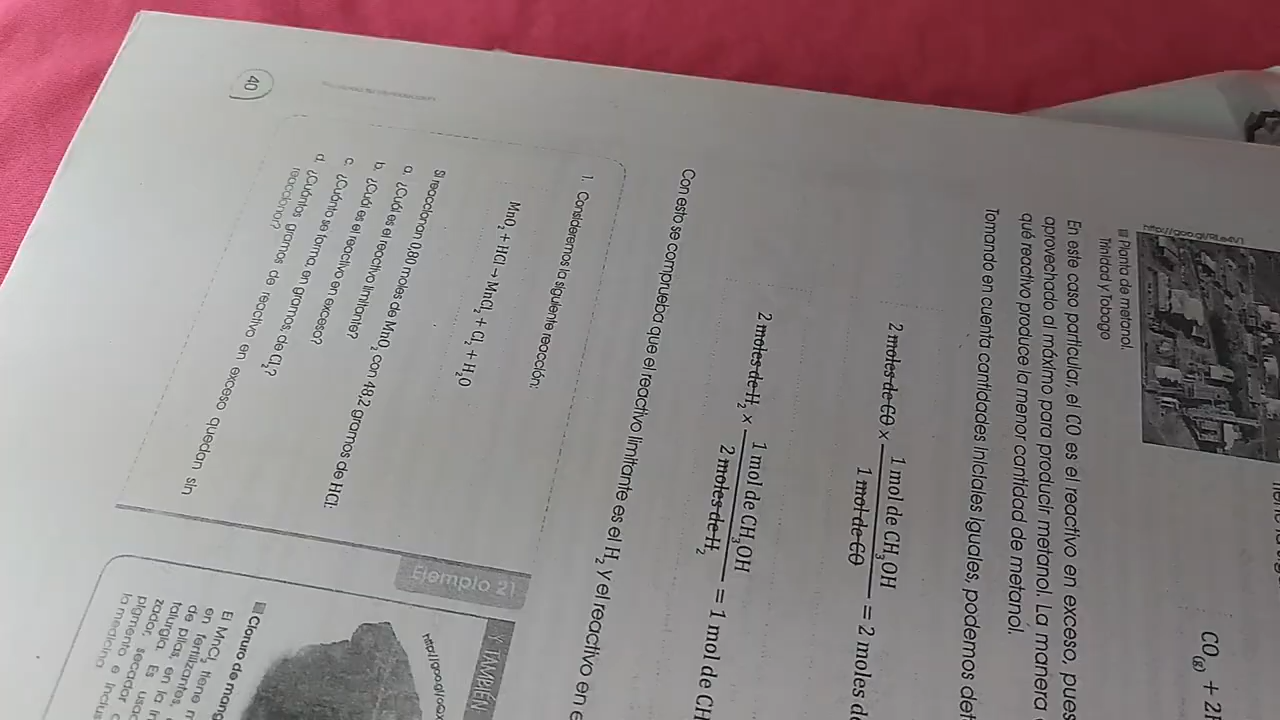 CO(g) + 2
http://goo.gl/RLe4V1
Planta de metanol.
Trinidad y Tobago
En este caso particular, el CO es el reactivo en exceso, pues
aprovechado al máximo para producir metanol. La manera
qué reactivo produce la menor cantidad de metanol.
Tomando en cuenta cantidades iniciales iguales, podemos det
2 moles de CO × 1 mol de CH₃OH / 1 mol de CO = 2 moles d
2 moles de H₂ × 1 mol de CH₃OH / 2 moles de H₂ = 1 mol de CH
Con esto se comprueba que el reactivo limitante es el H₂ y el reactivo en e
Ejemplo 21
1. Consideremos la siguiente reacción:
MnO₂ + HCl → MnCl₂ + Cl₂ + H₂O
Si reaccionan 0,80 moles de MnO₂ con 48,2 gramos de HCl:
a. ¿Cuál es el reactivo limitante?
b. ¿Cuál es el reactivo en exceso?
c. ¿Cuánto se forma, en gramos, de Cl₂?
d. ¿Cuántos gramos de reactivo en exceso quedan sin
reaccionar?
Y TAMBIÉN
http://goo.gl/
Cloruro de mang
El MnCl₂ tiene
en fertilizantes,
de pilas,
talurgia, en la
zador. Es usad
pigmento, secador
la medicina e
40